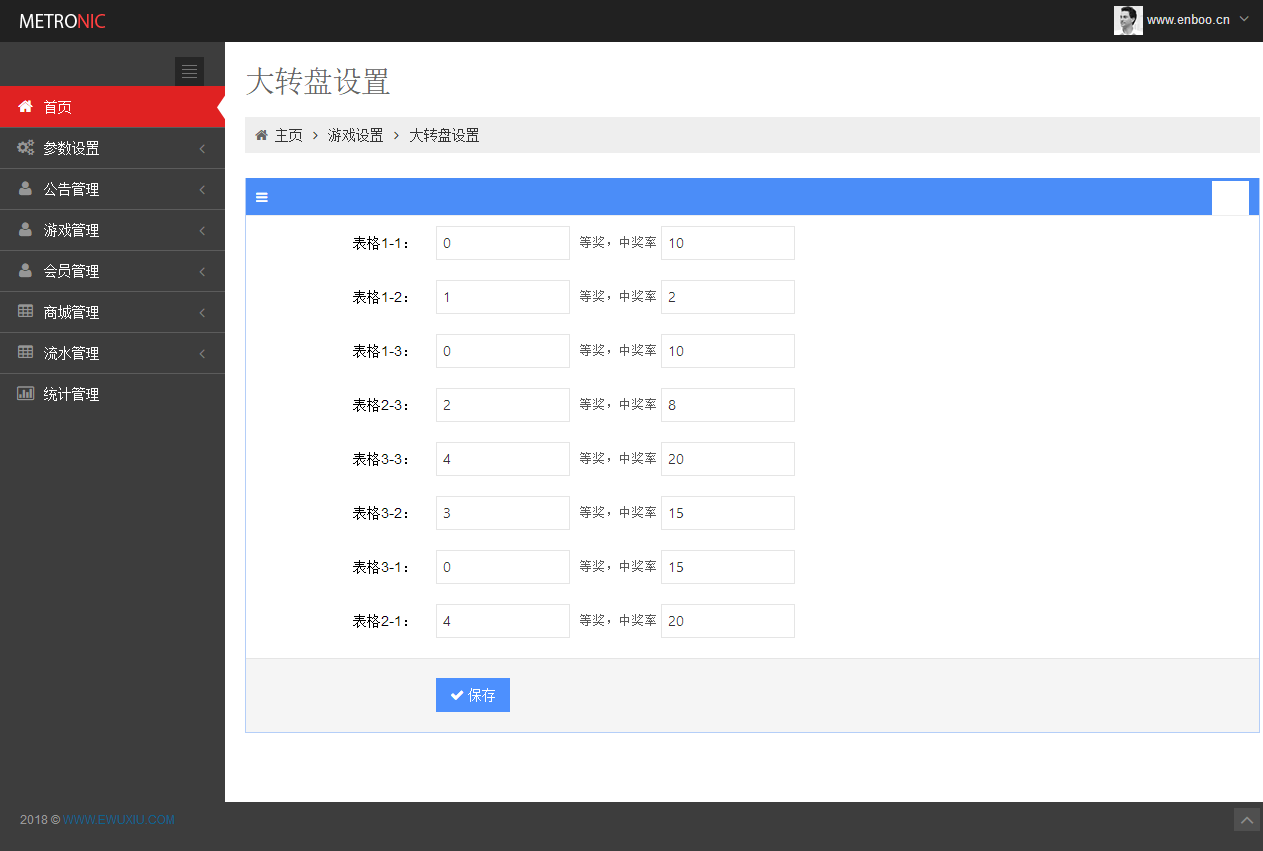 METRONIC
www.enboo.cn
首页
参数设置
公告管理
游戏管理
会员管理
商城管理
流水管理
统计管理
大转盘设置
主页 游戏设置 大转盘设置
表格1-1： 0 等奖，中奖率 10
表格1-2： 1 等奖，中奖率 2
表格1-3： 0 等奖，中奖率 10
表格2-3： 2 等奖，中奖率 8
表格3-3： 4 等奖，中奖率 20
表格3-2： 3 等奖，中奖率 15
表格3-1： 0 等奖，中奖率 15
表格2-1： 4 等奖，中奖率 20
保存
2018 © WWW.EWUXIU.COM